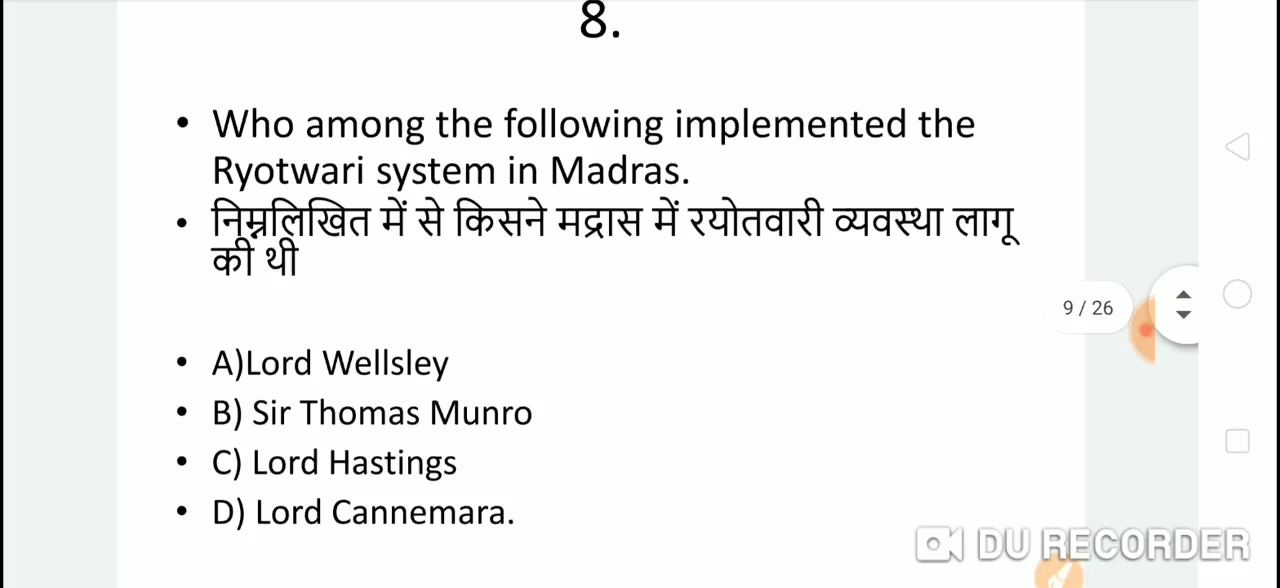 8.
• Who among the following implemented the
Ryotwari system in Madras.
• निम्नलिखित में से किसने मद्रास में रयोतवारी व्यवस्था लागू
की थी
9 / 26
• A)Lord Wellsley
• B) Sir Thomas Munro
• C) Lord Hastings
• D) Lord Cannemara.
DU RECORDER